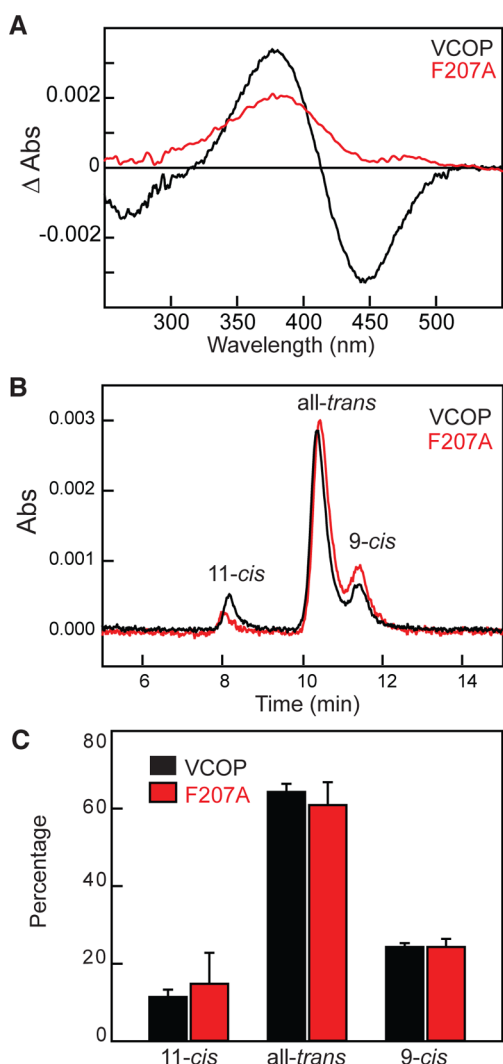 A
VCOP
F207A
Δ Abs
0.002
0
-0.002
300 350 400 450 500
Wavelength (nm)
B
all-trans
VCOP
F207A
Abs
0.003
0.002
0.001
0.000
11-cis
9-cis
6 8 10 12 14
Time (min)
C
VCOP
F207A
Percentage
80
60
40
20
0
11-cis all-trans 9-cis